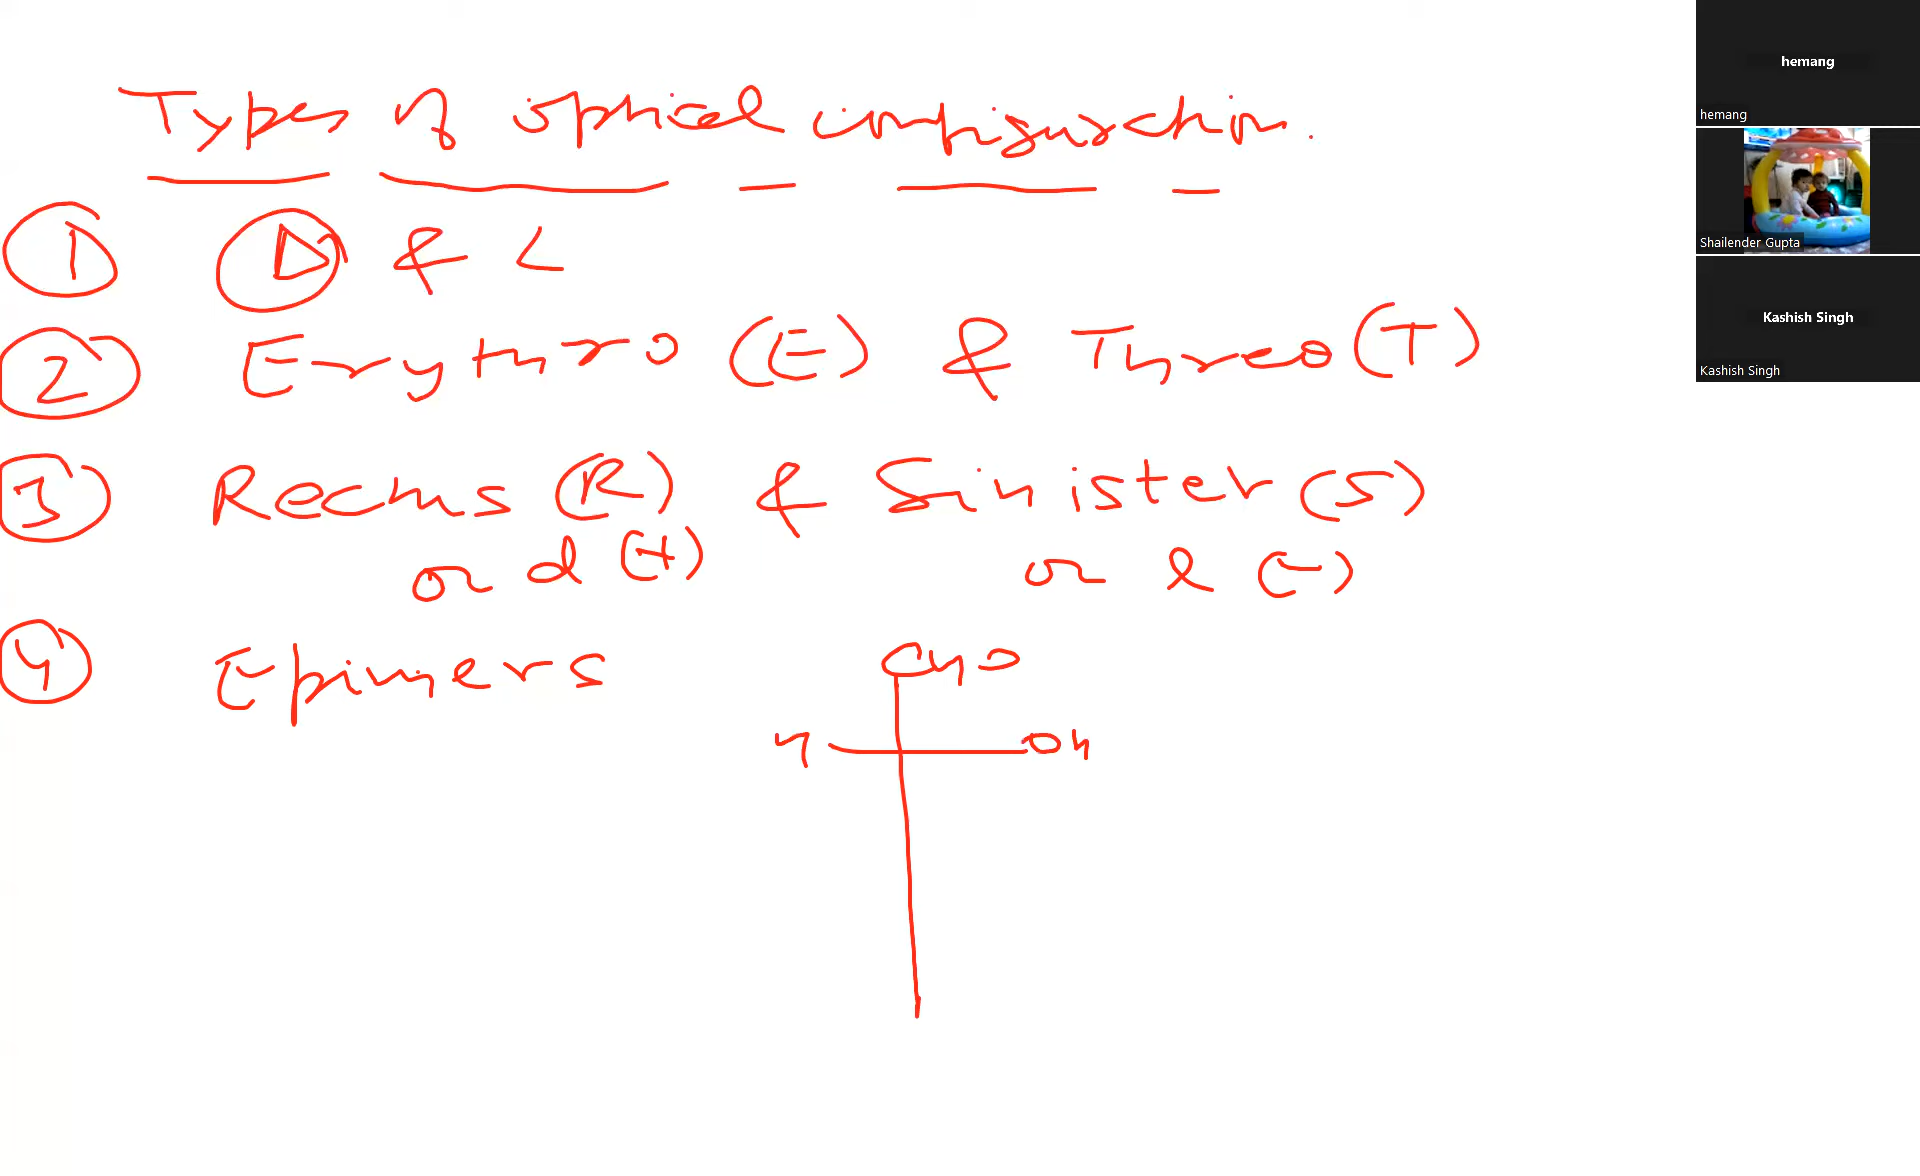 Types of optical configuration.
1 D & L
2 Erythro (E) & Threo (T)
3 Rectus (R) & Sinister (S)
or d (+) or l (-)
4 Epimers
CHO
H OH
hemang
hemang
Shailender Gupta
Kashish Singh
Kashish Singh